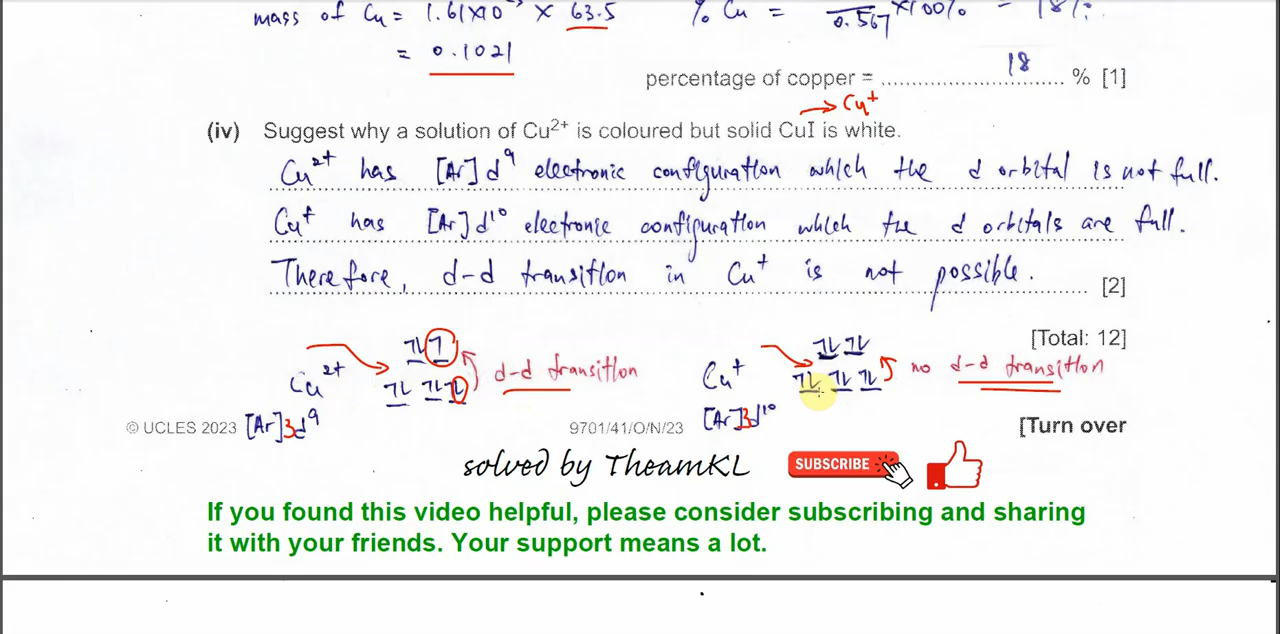 mass of Cu = 1.61×10 × 63.5 % Cu = 0.567 ×100% = 18%
= 0.1021
percentage of copper = 18 % [1]
→ Cu⁺
(iv) Suggest why a solution of Cu²⁺ is coloured but solid CuI is white.
Cu²⁺ has [Ar]d⁹ electronic configuration which the d orbital is not full.
Cu⁺ has [Ar]d¹⁰ electronic configuration which the d orbitals are full.
Therefore, d-d transition in Cu⁺ is not possible. [2]
[Total: 12]
Cu²⁺ d-d transition Cu⁺ no d-d transition
[Ar]3d⁹ [Ar]3d¹⁰
© UCLES 2023 9701/41/O/N/23 [Turn over
solved by TheamKL SUBSCRIBE
If you found this video helpful, please consider subscribing and sharing
it with your friends. Your support means a lot.